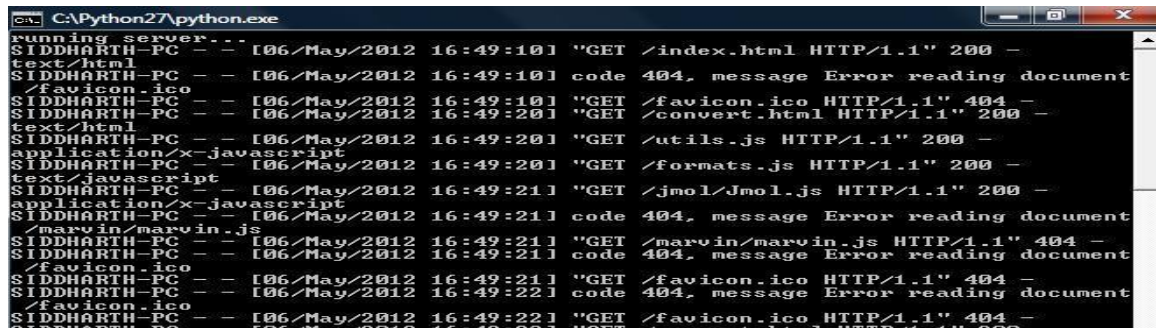 C:\Python27\python.exe
running server...
SIDDHARTH-PC - - [06/May/2012 16:49:10] "GET /index.html HTTP/1.1" 200 -
text/html
SIDDHARTH-PC - - [06/May/2012 16:49:10] code 404, message Error reading document
/favicon.ico
SIDDHARTH-PC - - [06/May/2012 16:49:10] "GET /favicon.ico HTTP/1.1" 404 -
SIDDHARTH-PC - - [06/May/2012 16:49:20] "GET /convert.html HTTP/1.1" 200 -
text/html
SIDDHARTH-PC - - [06/May/2012 16:49:20] "GET /utils.js HTTP/1.1" 200 -
application/x-javascript
SIDDHARTH-PC - - [06/May/2012 16:49:20] "GET /formats.js HTTP/1.1" 200 -
text/javascript
SIDDHARTH-PC - - [06/May/2012 16:49:21] "GET /jmol/Jmol.js HTTP/1.1" 200 -
application/x-javascript
SIDDHARTH-PC - - [06/May/2012 16:49:21] code 404, message Error reading document
/marvin/marvin.js
SIDDHARTH-PC - - [06/May/2012 16:49:21] "GET /marvin/marvin.js HTTP/1.1" 404 -
SIDDHARTH-PC - - [06/May/2012 16:49:21] code 404, message Error reading document
/favicon.ico
SIDDHARTH-PC - - [06/May/2012 16:49:21] "GET /favicon.ico HTTP/1.1" 404 -
SIDDHARTH-PC - - [06/May/2012 16:49:22] code 404, message Error reading document
/favicon.ico
SIDDHARTH-PC - - [06/May/2012 16:49:22] "GET /favicon.ico HTTP/1.1" 404 -